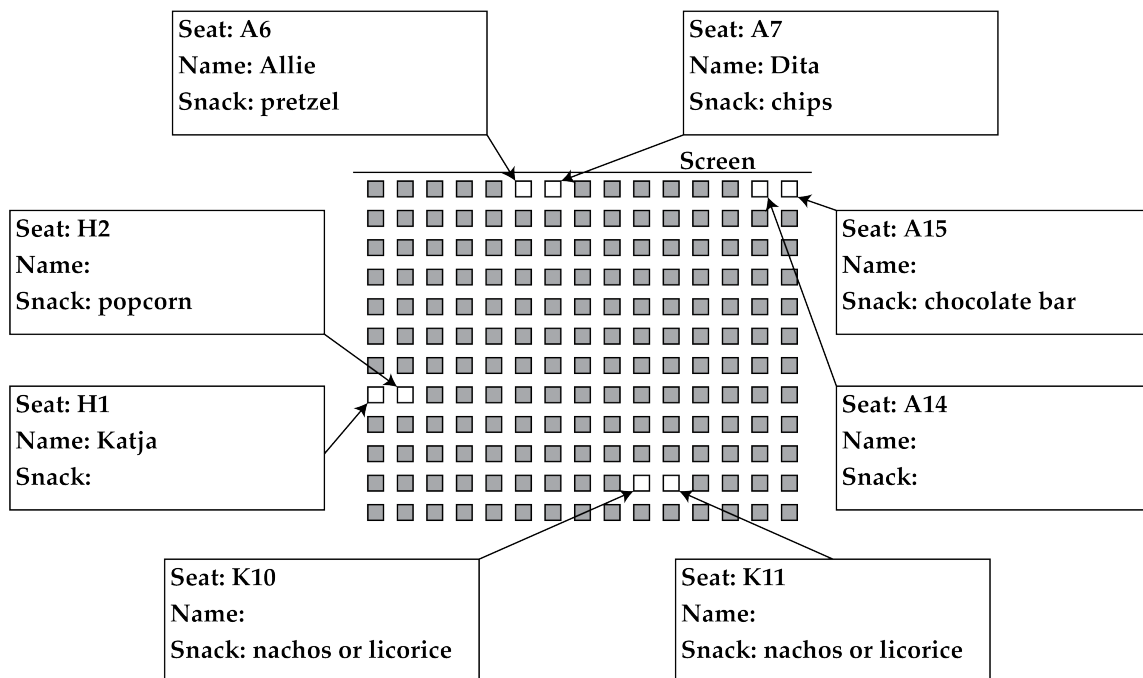 Seat: A6
Name: Allie
Snack: pretzel
Seat: A7
Name: Dita
Snack: chips
Screen
Seat: H2
Name:
Snack: popcorn
Seat: A15
Name:
Snack: chocolate bar
Seat: H1
Name: Katja
Snack:
Seat: A14
Name:
Snack:
Seat: K10
Name:
Snack: nachos or licorice
Seat: K11
Name:
Snack: nachos or licorice